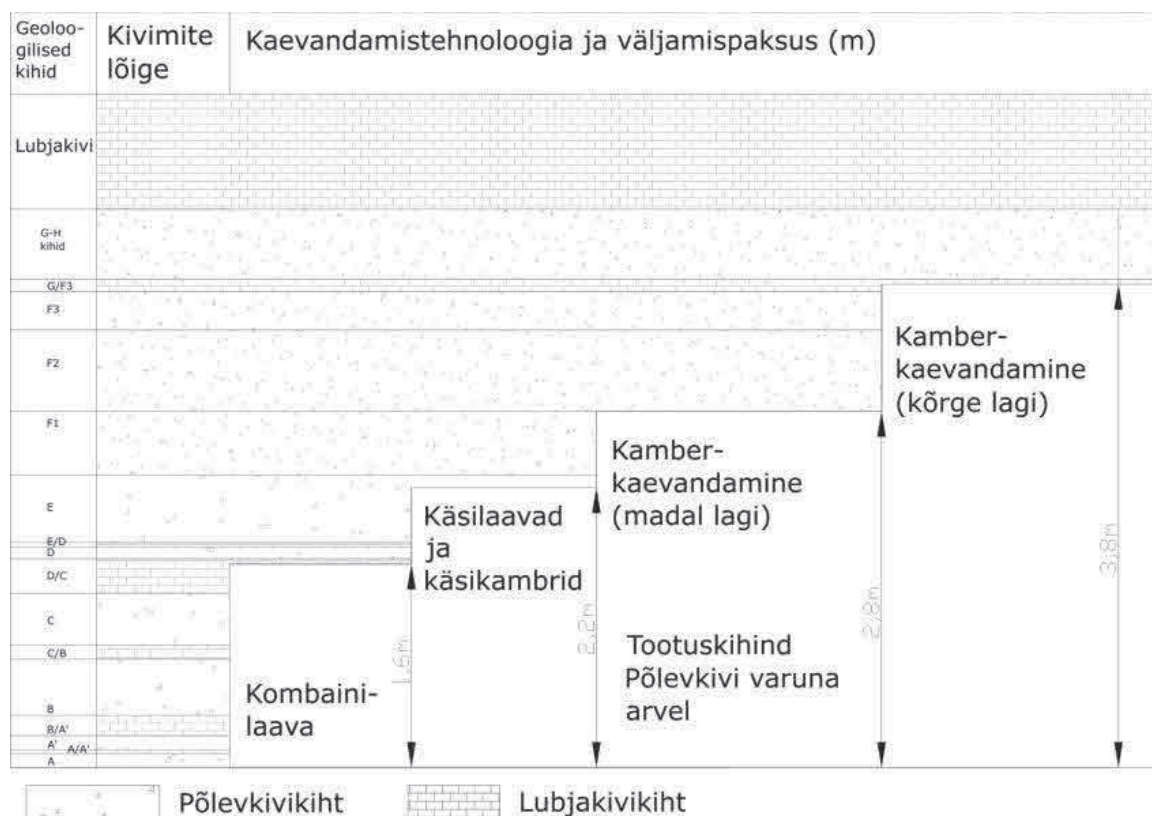 Geoloo-
gilised
kihid
Kivimite
lõige
Kaevandamistehnoloogia ja väljamispaksus (m)
Lubjakivi
G-H
kihid
G/F3
F3
F2
F1
E
E/D
D
D/C
C
C/B
B
B/A'
A'
A/A'
A
Kombaini-
laava
1.6m
Käsilaavad
ja
käsikambrid
2.2m
Kamber-
kaevandamine
(madal lagi)
2.8m
Tootuskihind
Põlevkivi varuna
arvel
Kamber-
kaevandamine
(kõrge lagi)
3.8m
Põlevkivikiht
Lubjakivikiht